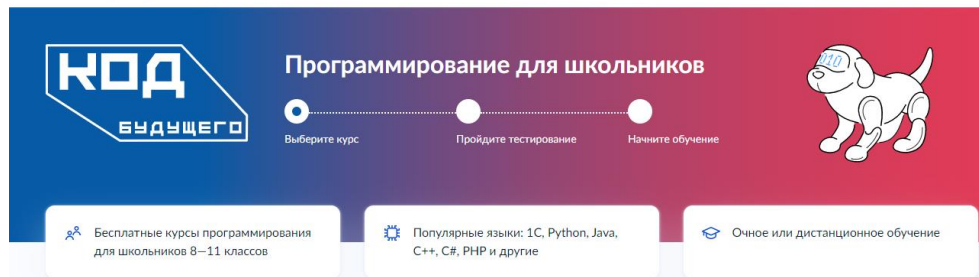 КОД
БУДУЩЕГО
Программирование для школьников
Выберите курс
Пройдите тестирование
Начните обучение
010
Бесплатные курсы программирования
для школьников 8—11 классов
Популярные языки: 1С, Python, Java,
C++, C#, PHP и другие
Очное или дистанционное обучение